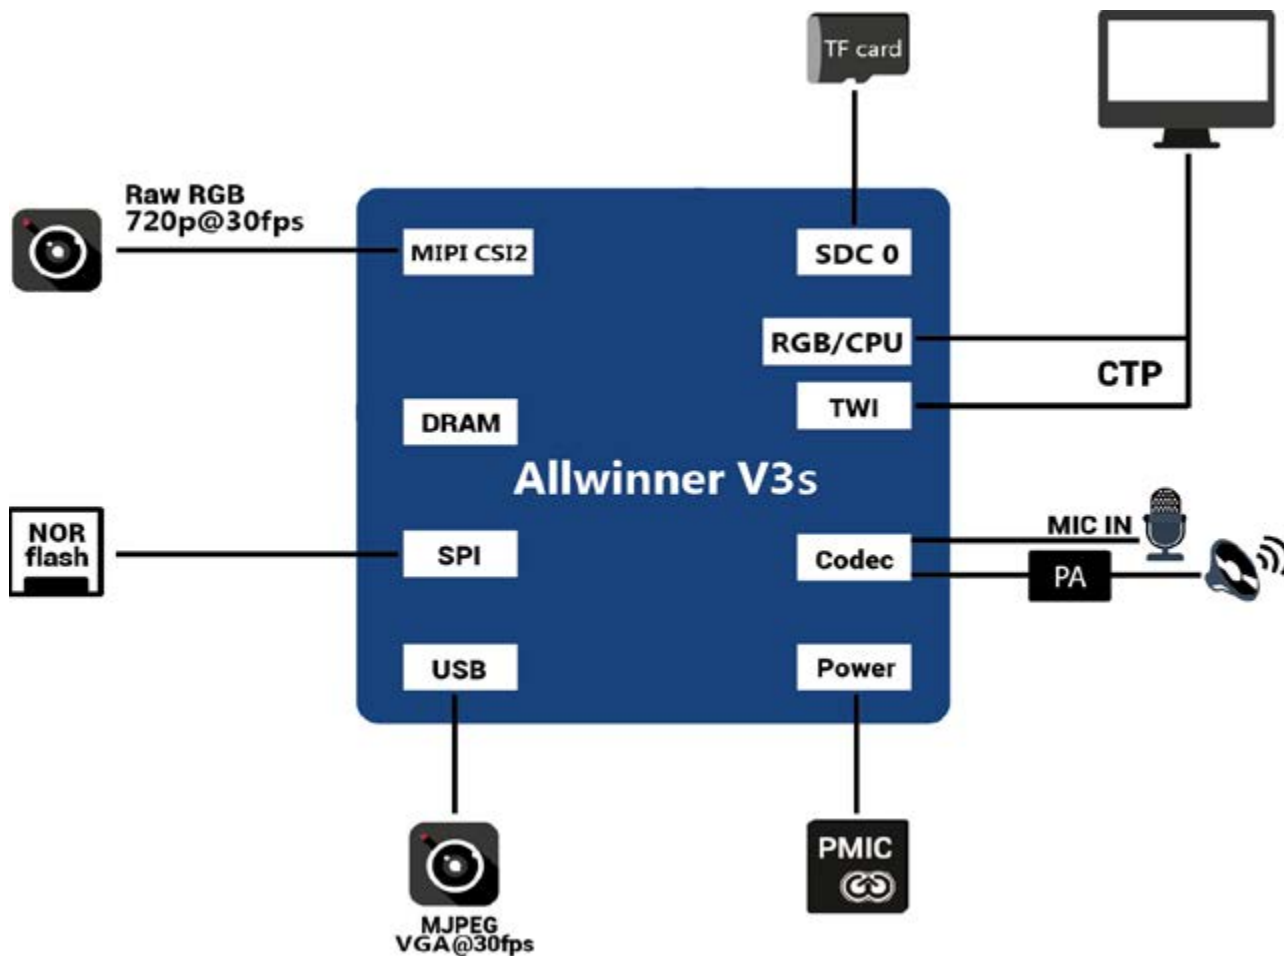 TF card
Raw RGB
720p@30fps
MIPI CSI2
SDC 0
RGB/CPU
CTP
TWI
DRAM
Allwinner V3s
NOR
flash
SPI
Codec
MIC IN
PA
USB
Power
PMIC
MJPEG
VGA@30fps